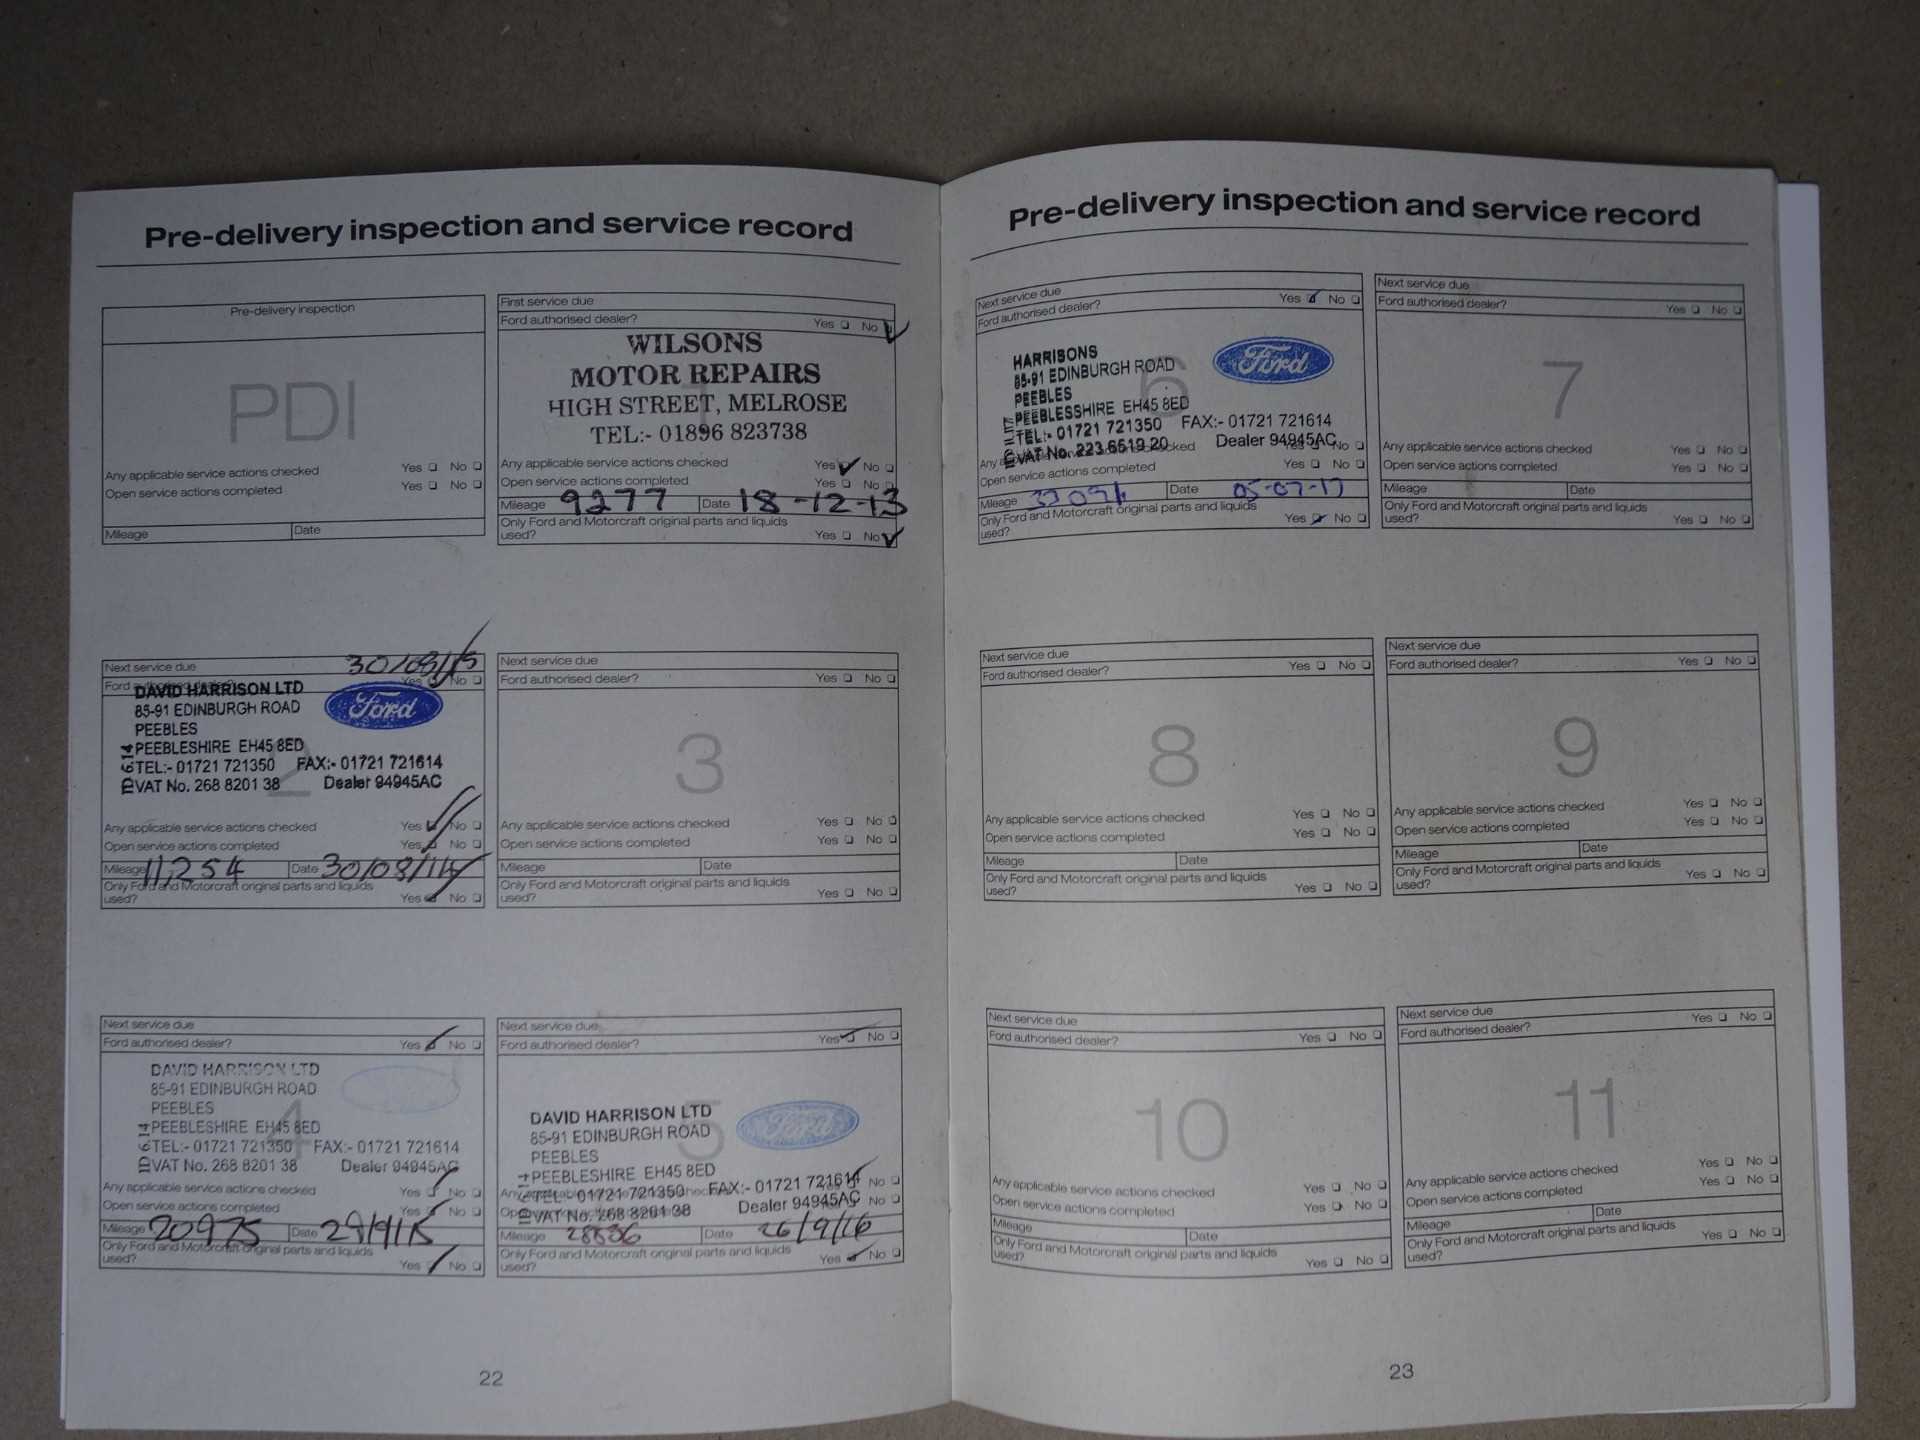 Pre-delivery inspection and service record
Pre-delivery inspection
PDI
Any applicable service actions checked Yes No
Open service actions completed Yes No
Mileage Date
First service due
Ford authorised dealer? Yes No
1
WILSONS
MOTOR REPAIRS
HIGH STREET, MELROSE
TEL:- 01896 823738
Any applicable service actions checked Yes No
Open service actions completed Yes No
Mileage 9277 Date 18-12-13
Only Ford and Motorcraft original parts and liquids
used? Yes No
Next service due 30/08/15
Ford authorised dealer? Yes No
2
DAVID HARRISON LTD
85-91 EDINBURGH ROAD
Ford
PEEBLES
PEEBLESHIRE EH45 8ED
TEL:- 01721 721350 FAX:- 01721 721614
VAT No. 268 8201 38 Dealer 94945AC
Any applicable service actions checked Yes No
Open service actions completed Yes No
Mileage 11,254 Date 30/08/14
Only Ford and Motorcraft original parts and liquids
used? Yes No
Next service due
Ford authorised dealer? Yes No
3
Any applicable service actions checked Yes No
Open service actions completed Yes No
Mileage Date
Only Ford and Motorcraft original parts and liquids
used? Yes No
Next service due
Ford authorised dealer? Yes No
4
DAVID HARRISON LTD
85-91 EDINBURGH ROAD
PEEBLES
PEEBLESHIRE EH45 8ED
TEL:- 01721 721350 FAX:- 01721 721614
VAT No. 268 8201 38 Dealer 94945AC
Any applicable service actions checked Yes No
Open service actions completed Yes No
Mileage 20975 Date 29/9/15
Only Ford and Motorcraft original parts and liquids
used? Yes No
Next service due
Ford authorised dealer? Yes No
5
DAVID HARRISON LTD
85-91 EDINBURGH ROAD
Ford
PEEBLES
PEEBLESHIRE EH45 8ED
TEL:- 01721 721350 FAX:- 01721 721614
VAT No. 268 8201 38 Dealer 94945AC
No
No
Mileage 28836 Date 26/9/16
Only Ford and Motorcraft original parts and liquids
used? Yes No
22
Pre-delivery inspection and service record
Next service due
Ford authorised dealer? Yes No
6
HARRISONS
85-91 EDINBURGH ROAD
Ford
PEEBLES
PEEBLESSHIRE EH45 8ED
TEL:- 01721 721350 FAX:- 01721 721614
VAT No. 223 6519 20 Dealer 94945AC
No
Open service actions completed Yes No
Mileage Date 05-07-17
Only Ford and Motorcraft original parts and liquids
used? Yes No
Next service due
Ford authorised dealer? Yes No
7
Any applicable service actions checked Yes No
Open service actions completed Yes No
Mileage Date
Only Ford and Motorcraft original parts and liquids
used? Yes No
Next service due
Ford authorised dealer? Yes No
8
Any applicable service actions checked Yes No
Open service actions completed Yes No
Mileage Date
Only Ford and Motorcraft original parts and liquids
used? Yes No
Next service due
Ford authorised dealer? Yes No
9
Any applicable service actions checked Yes No
Open service actions completed Yes No
Mileage Date
Only Ford and Motorcraft original parts and liquids
used? Yes No
Next service due
Ford authorised dealer? Yes No
10
Any applicable service actions checked Yes No
Open service actions completed Yes No
Mileage Date
Only Ford and Motorcraft original parts and liquids
used? Yes No
Next service due
Ford authorised dealer? Yes No
11
Any applicable service actions checked Yes No
Open service actions completed Yes No
Mileage Date
Only Ford and Motorcraft original parts and liquids
used? Yes No
23